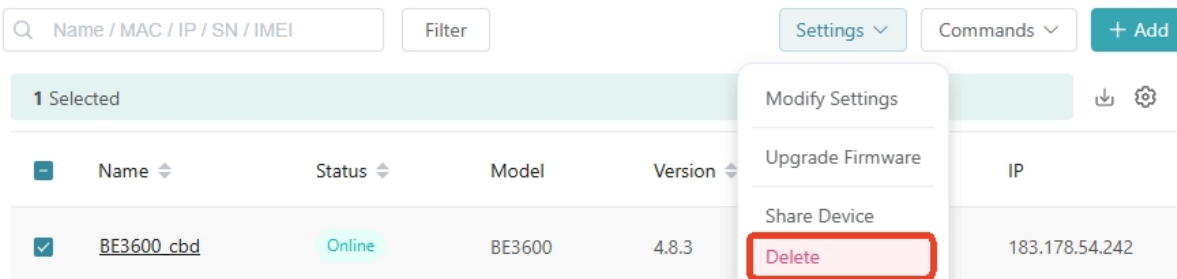 Name / MAC / IP / SN / IMEI Filter Settings Commands + Add
1 Selected
Modify Settings
Upgrade Firmware
Name Status Model Version IP
Share Device
BE3600_cbd Online BE3600 4.8.3 183.178.54.242
Delete